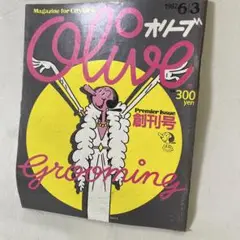 Magazine for City Girls
1982 6/3
Olive
オリーブ
300
yen
Premier Issue
創刊号
Grooming